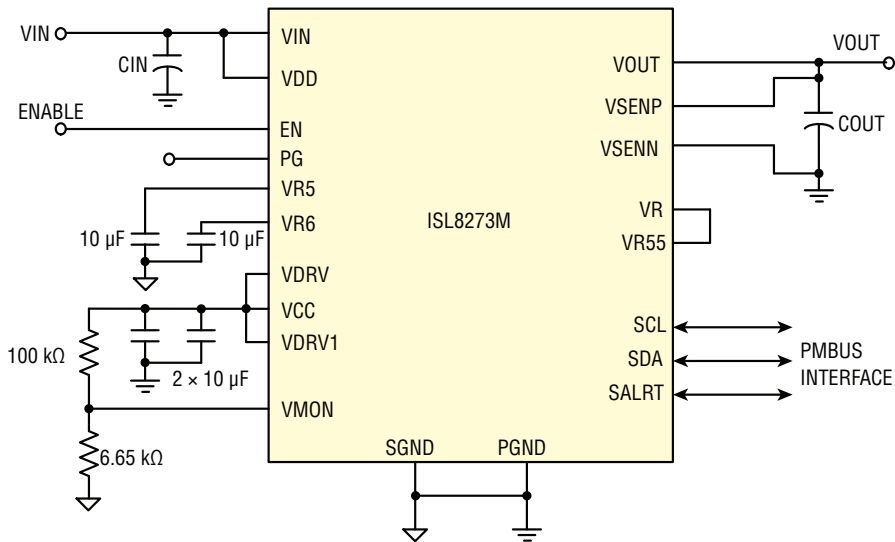 VIN
CIN
ENABLE
VIN
VDD
EN
PG
VR5
VR6
10 µF
10 µF
VDRV
VCC
VDRV1
100 kΩ
2 × 10 µF
VMON
6.65 kΩ
ISL8273M
SGND
PGND
VOUT
VSENP
VSENN
VR
VR55
SCL
SDA
SALRT
VOUT
COUT
PMBUS
INTERFACE